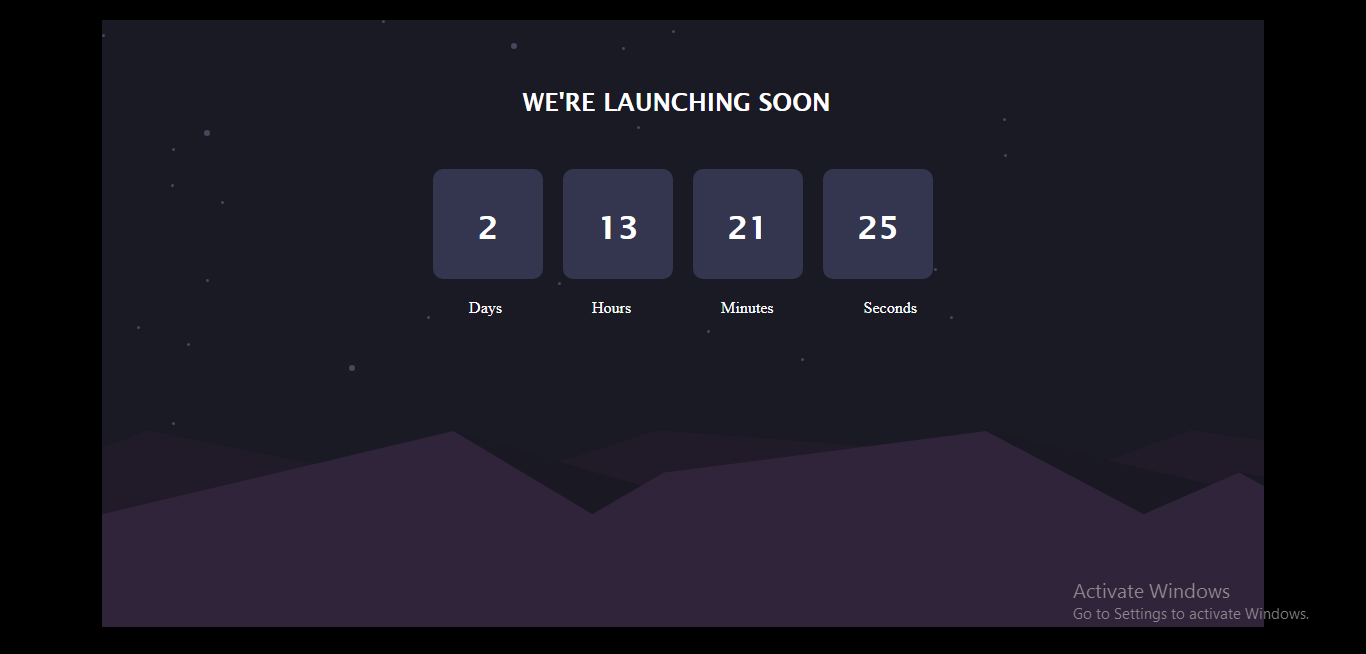 WE'RE LAUNCHING SOON
2 13 21 25
Days Hours Minutes Seconds
Activate Windows
Go to Settings to activate Windows.